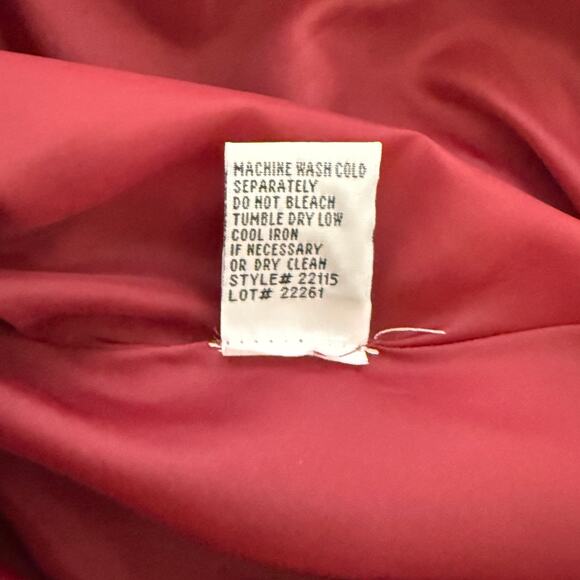 MACHINE WASH COLD
SEPARATELY
DO NOT BLEACH
TUMBLE DRY LOW
COOL IRON
IF NECESSARY
OR DRY CLEAN
STYLE# 22115
LOT# 22261